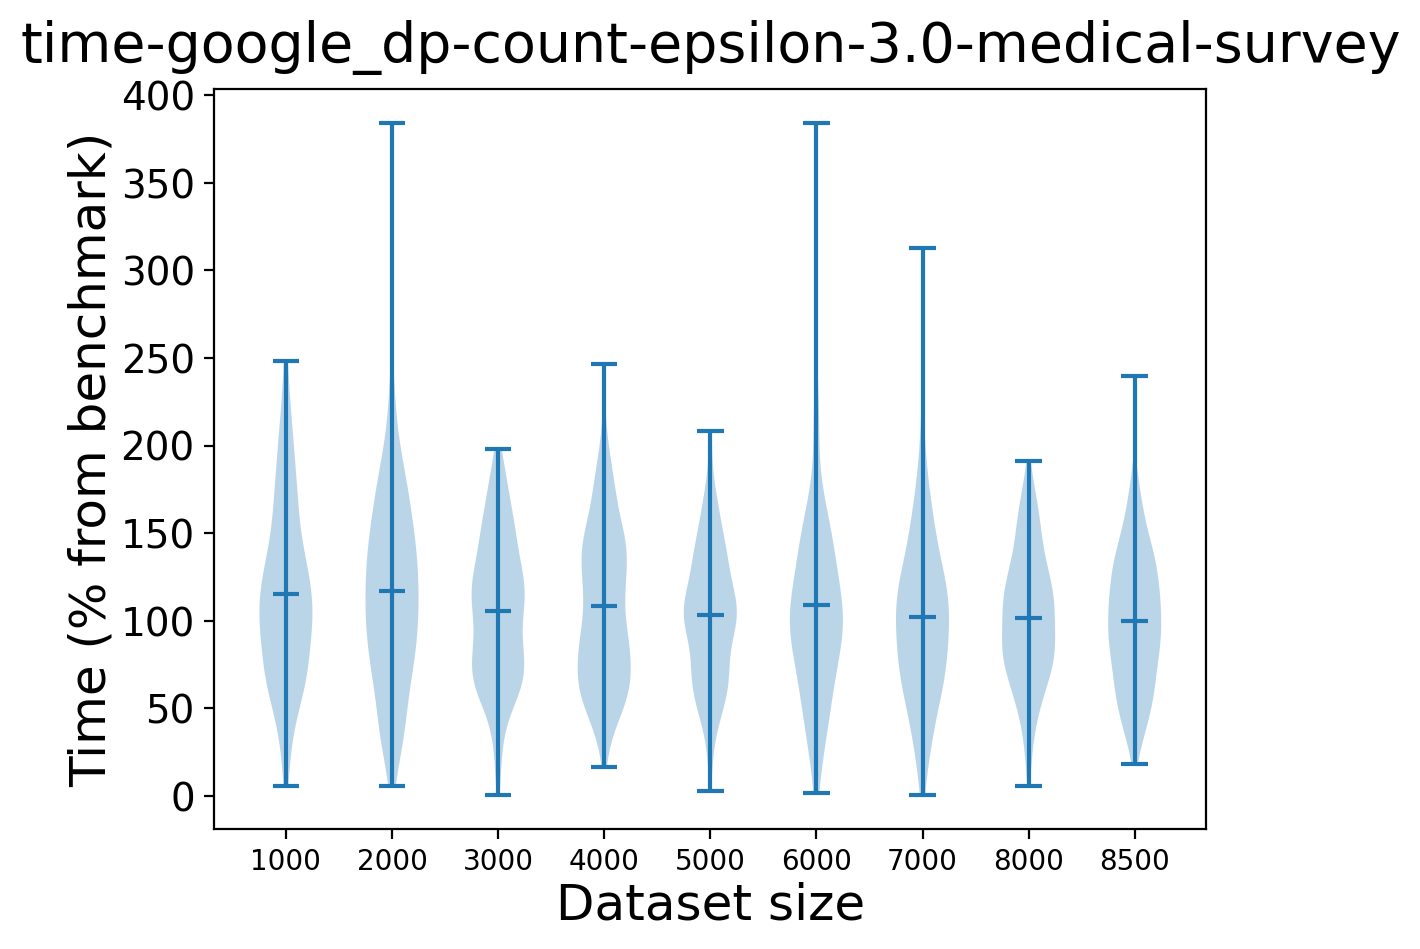 time-google_dp-count-epsilon-3.0-medical-survey
Time (% from benchmark)
400
350
300
250
200
150
100
50
0
1000 2000 3000 4000 5000 6000 7000 8000 8500
Dataset size